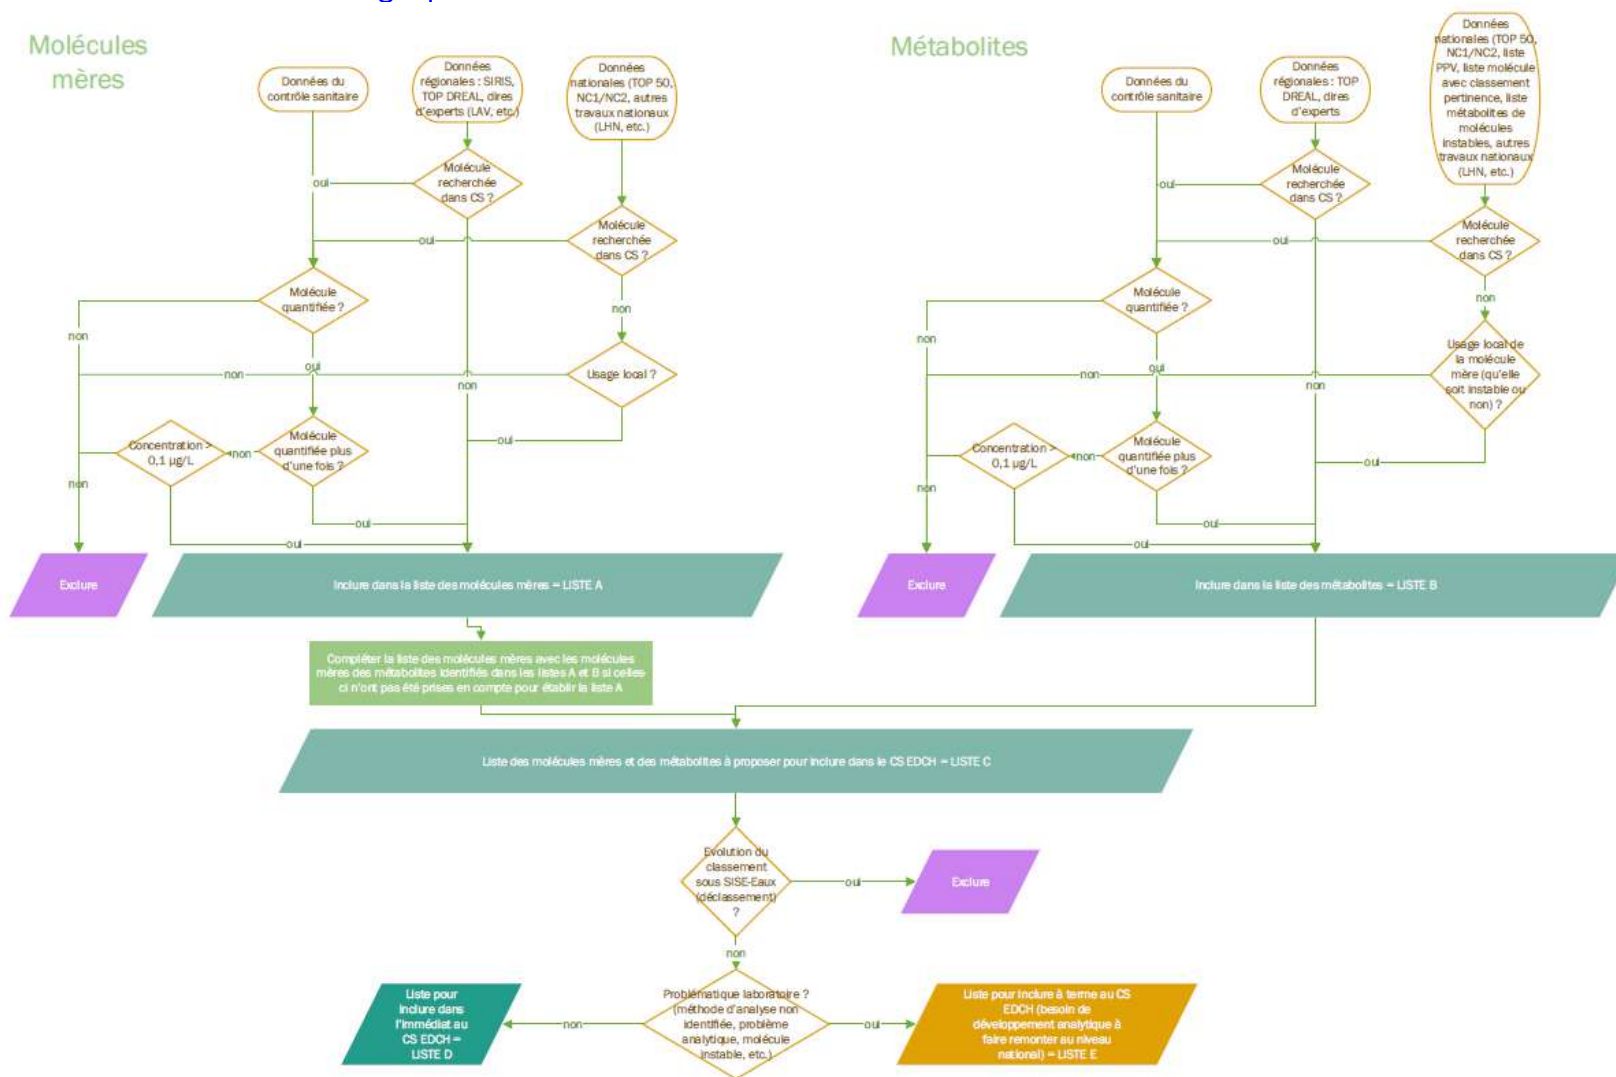 Molécules
mères
Données du
contrôle sanitaire
Données
régionales : SIRIS,
TOP DREAL, dires
d'experts (LAV, etc.)
Données
nationales (TOP 50,
NC1/NC2, autres
travaux nationaux
(LHN, etc.)
Molécule
recherchée
dans CS ?
oui
Molécule
recherchée
dans CS ?
oui
Molécule
quantifiée ?
non
non
oui
Usage local ?
non
non
Molécule
quantifiée plus
d'une fois ?
Concentration >
0,1 µg/L
non
oui
non
oui
oui
Exclure
Inclure dans la liste des molécules mères = LISTE A
Métabolites
Données du
contrôle sanitaire
Données
régionales : TOP
DREAL, dires
d'experts
Données
nationales (TOP 50,
NC1/NC2, liste
PPV, liste molécule
avec classement
pertinence, liste
métabolites de
molécules
instables, autres
travaux nationaux
(LHN, etc.)
Molécule
recherchée
dans CS ?
oui
Molécule
recherchée
dans CS ?
oui
Molécule
quantifiée ?
non
non
oui
Usage local de
la molécule
mère (qu'elle
soit instable ou
non) ?
non
non
Molécule
quantifiée plus
d'une fois ?
Concentration >
0,1 µg/L
non
oui
non
oui
oui
Exclure
Inclure dans la liste des métabolites = LISTE B
Compléter la liste des molécules mères avec les molécules
mères des métabolites identifiés dans les listes A et B si celles-
ci n'ont pas été prises en compte pour établir la liste A
Liste des molécules mères et des métabolites à proposer pour inclure dans le CS EDCH = LISTE C
Evolution du
classement
sous SISE-Eaux
(déclassement)
?
oui
Exclure
non
Problématique laboratoire ?
(méthode d'analyse non
identifiée, problème
analytique, molécule
instable, etc.)
non
Liste pour
inclure dans
l'immédiat au
CS EDCH =
LISTE D
oui
Liste pour inclure à terme au CS
EDCH (besoin de
développement analytique à
faire remonter au niveau
national) = LISTE E